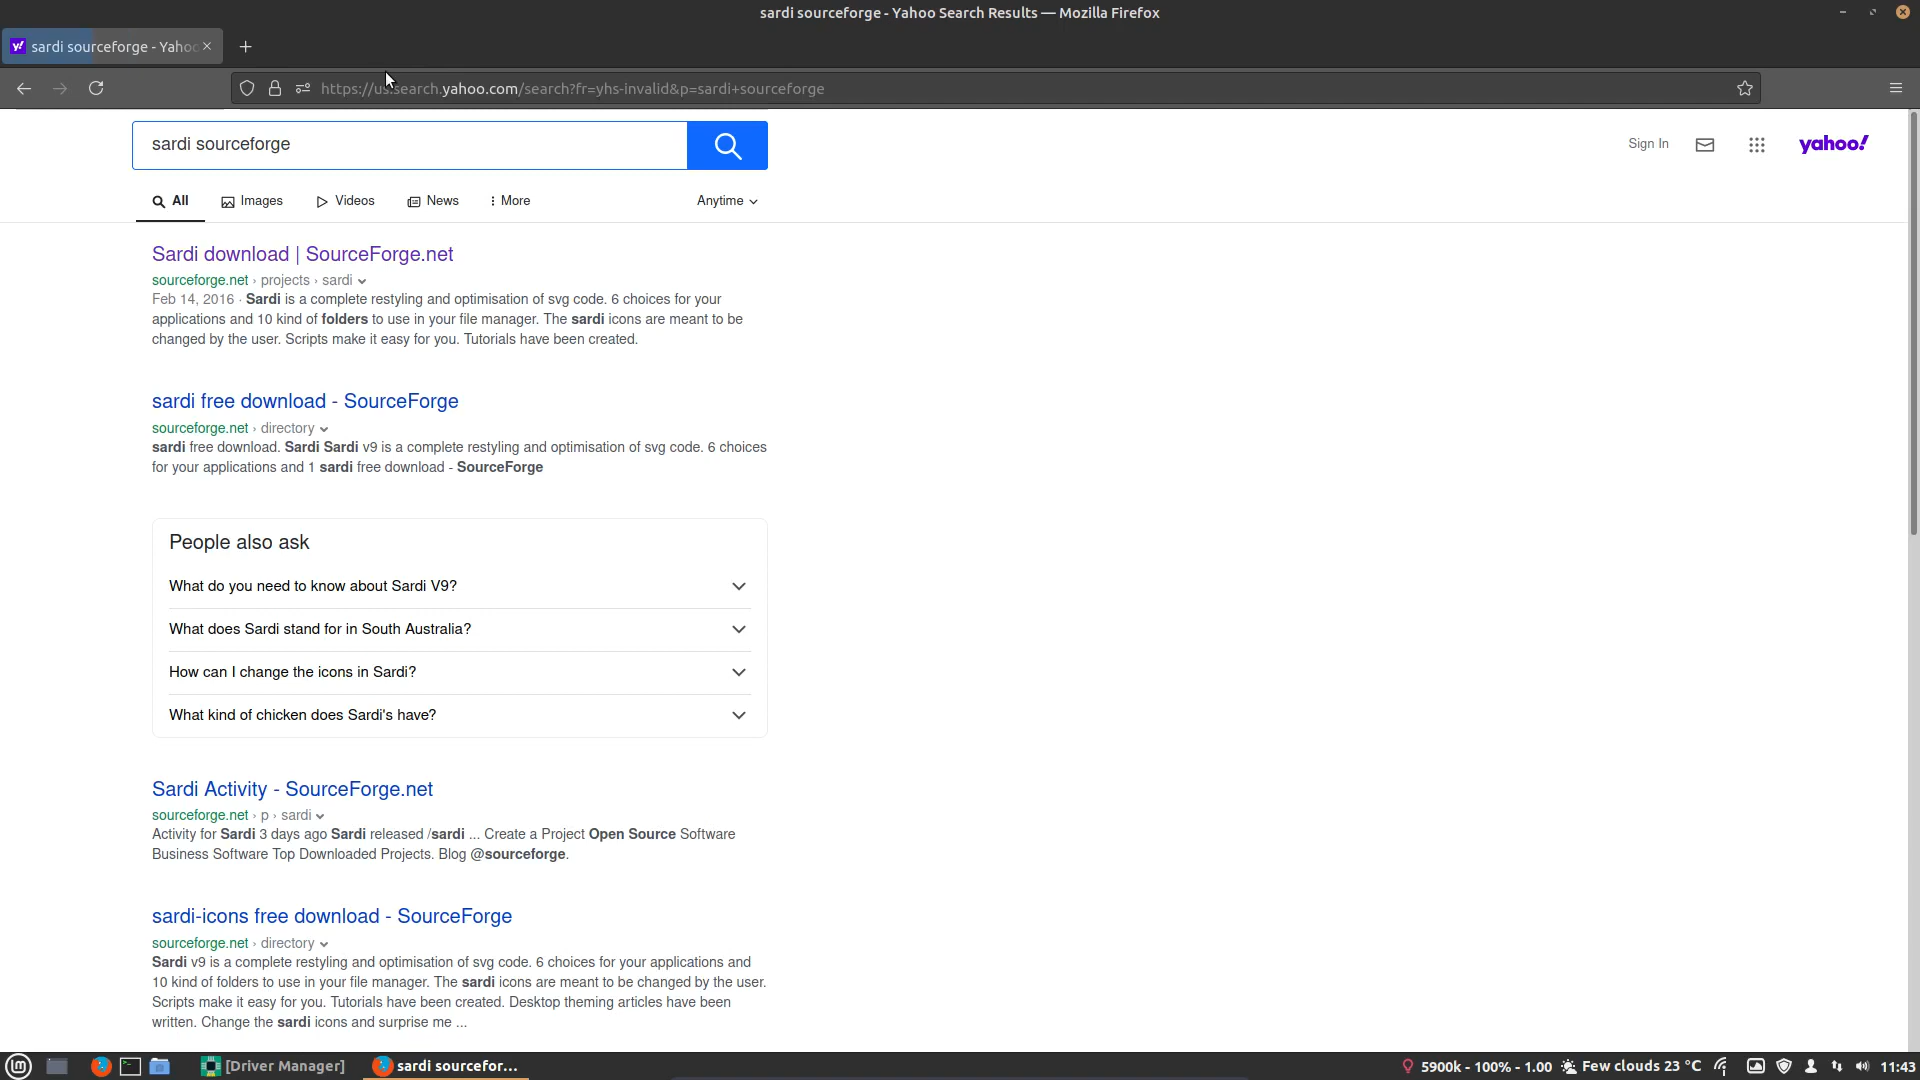 sardi sourceforge - Yahoo Search Results — Mozilla Firefox
sardi sourceforge - Yahoo
https://us.search.yahoo.com/search?fr=yhs-invalid&p=sardi+sourceforge
sardi sourceforge
Sign In
yahoo!
All
Images
Videos
News
More
Anytime
Sardi download | SourceForge.net
sourceforge.net › projects › sardi
Feb 14, 2016 · Sardi is a complete restyling and optimisation of svg code. 6 choices for your
applications and 10 kind of folders to use in your file manager. The sardi icons are meant to be
changed by the user. Scripts make it easy for you. Tutorials have been created.
sardi free download - SourceForge
sourceforge.net › directory
sardi free download. Sardi Sardi v9 is a complete restyling and optimisation of svg code. 6 choices
for your applications and 1 sardi free download - SourceForge
People also ask
What do you need to know about Sardi V9?
What does Sardi stand for in South Australia?
How can I change the icons in Sardi?
What kind of chicken does Sardi's have?
Sardi Activity - SourceForge.net
sourceforge.net › p › sardi
Activity for Sardi 3 days ago Sardi released /sardi ... Create a Project Open Source Software
Business Software Top Downloaded Projects. Blog @sourceforge.
sardi-icons free download - SourceForge
sourceforge.net › directory
Sardi v9 is a complete restyling and optimisation of svg code. 6 choices for your applications and
10 kind of folders to use in your file manager. The sardi icons are meant to be changed by the user.
Scripts make it easy for you. Tutorials have been created. Desktop theming articles have been
written. Change the sardi icons and surprise me ...
[Driver Manager]
sardi sourcefor...
5900k - 100% - 1.00
Few clouds 23 °C
11:43